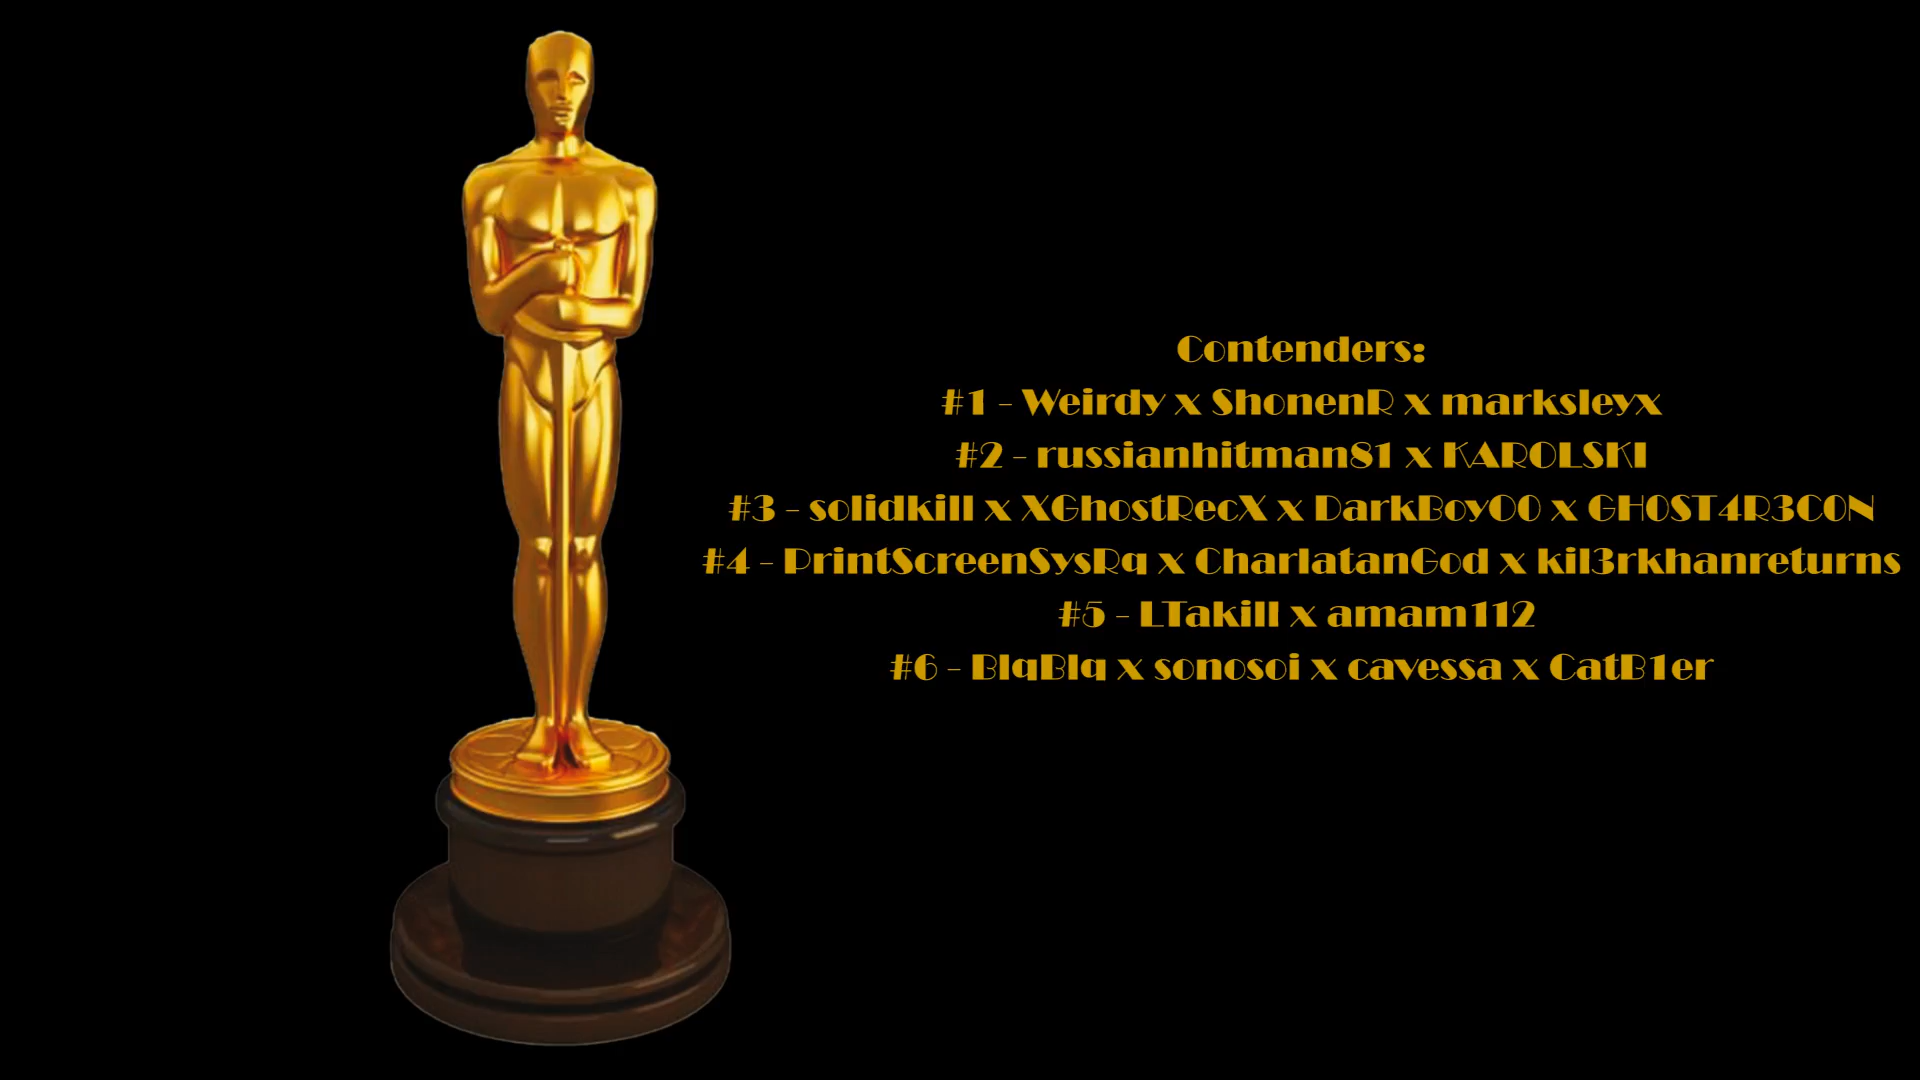 Contenders:
#1 - Weirdy x ShonenR x marksleyx
#2 - russianhitman81 x KAROLSKI
#3 - solidkill x XGhostRecX x DarkBoyO0 x GH0ST4R3C0N
#4 - PrintScreenSysRq x CharlatanGod x kil3rkhanreturns
#5 - LTakill x amam112
#6 - BlqBlq x sonosoi x cavessa x CatB1er